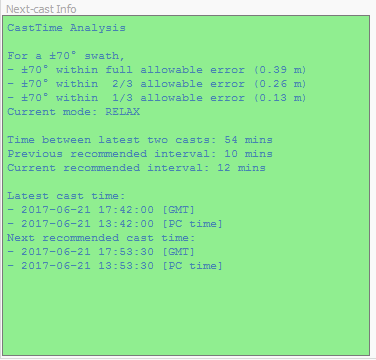 Next-cast Info
CastTime Analysis
For a ±70° swath,
- ±70° within full allowable error (0.39 m)
- ±70° within  2/3 allowable error (0.26 m)
- ±70° within  1/3 allowable error (0.13 m)
Current mode: RELAX
Time between latest two casts: 54 mins
Previous recommended interval: 10 mins
Current recommended interval: 12 mins
Latest cast time:
- 2017-06-21 17:42:00 [GMT]
- 2017-06-21 13:42:00 [PC time]
Next recommended cast time:
- 2017-06-21 17:53:30 [GMT]
- 2017-06-21 13:53:30 [PC time]